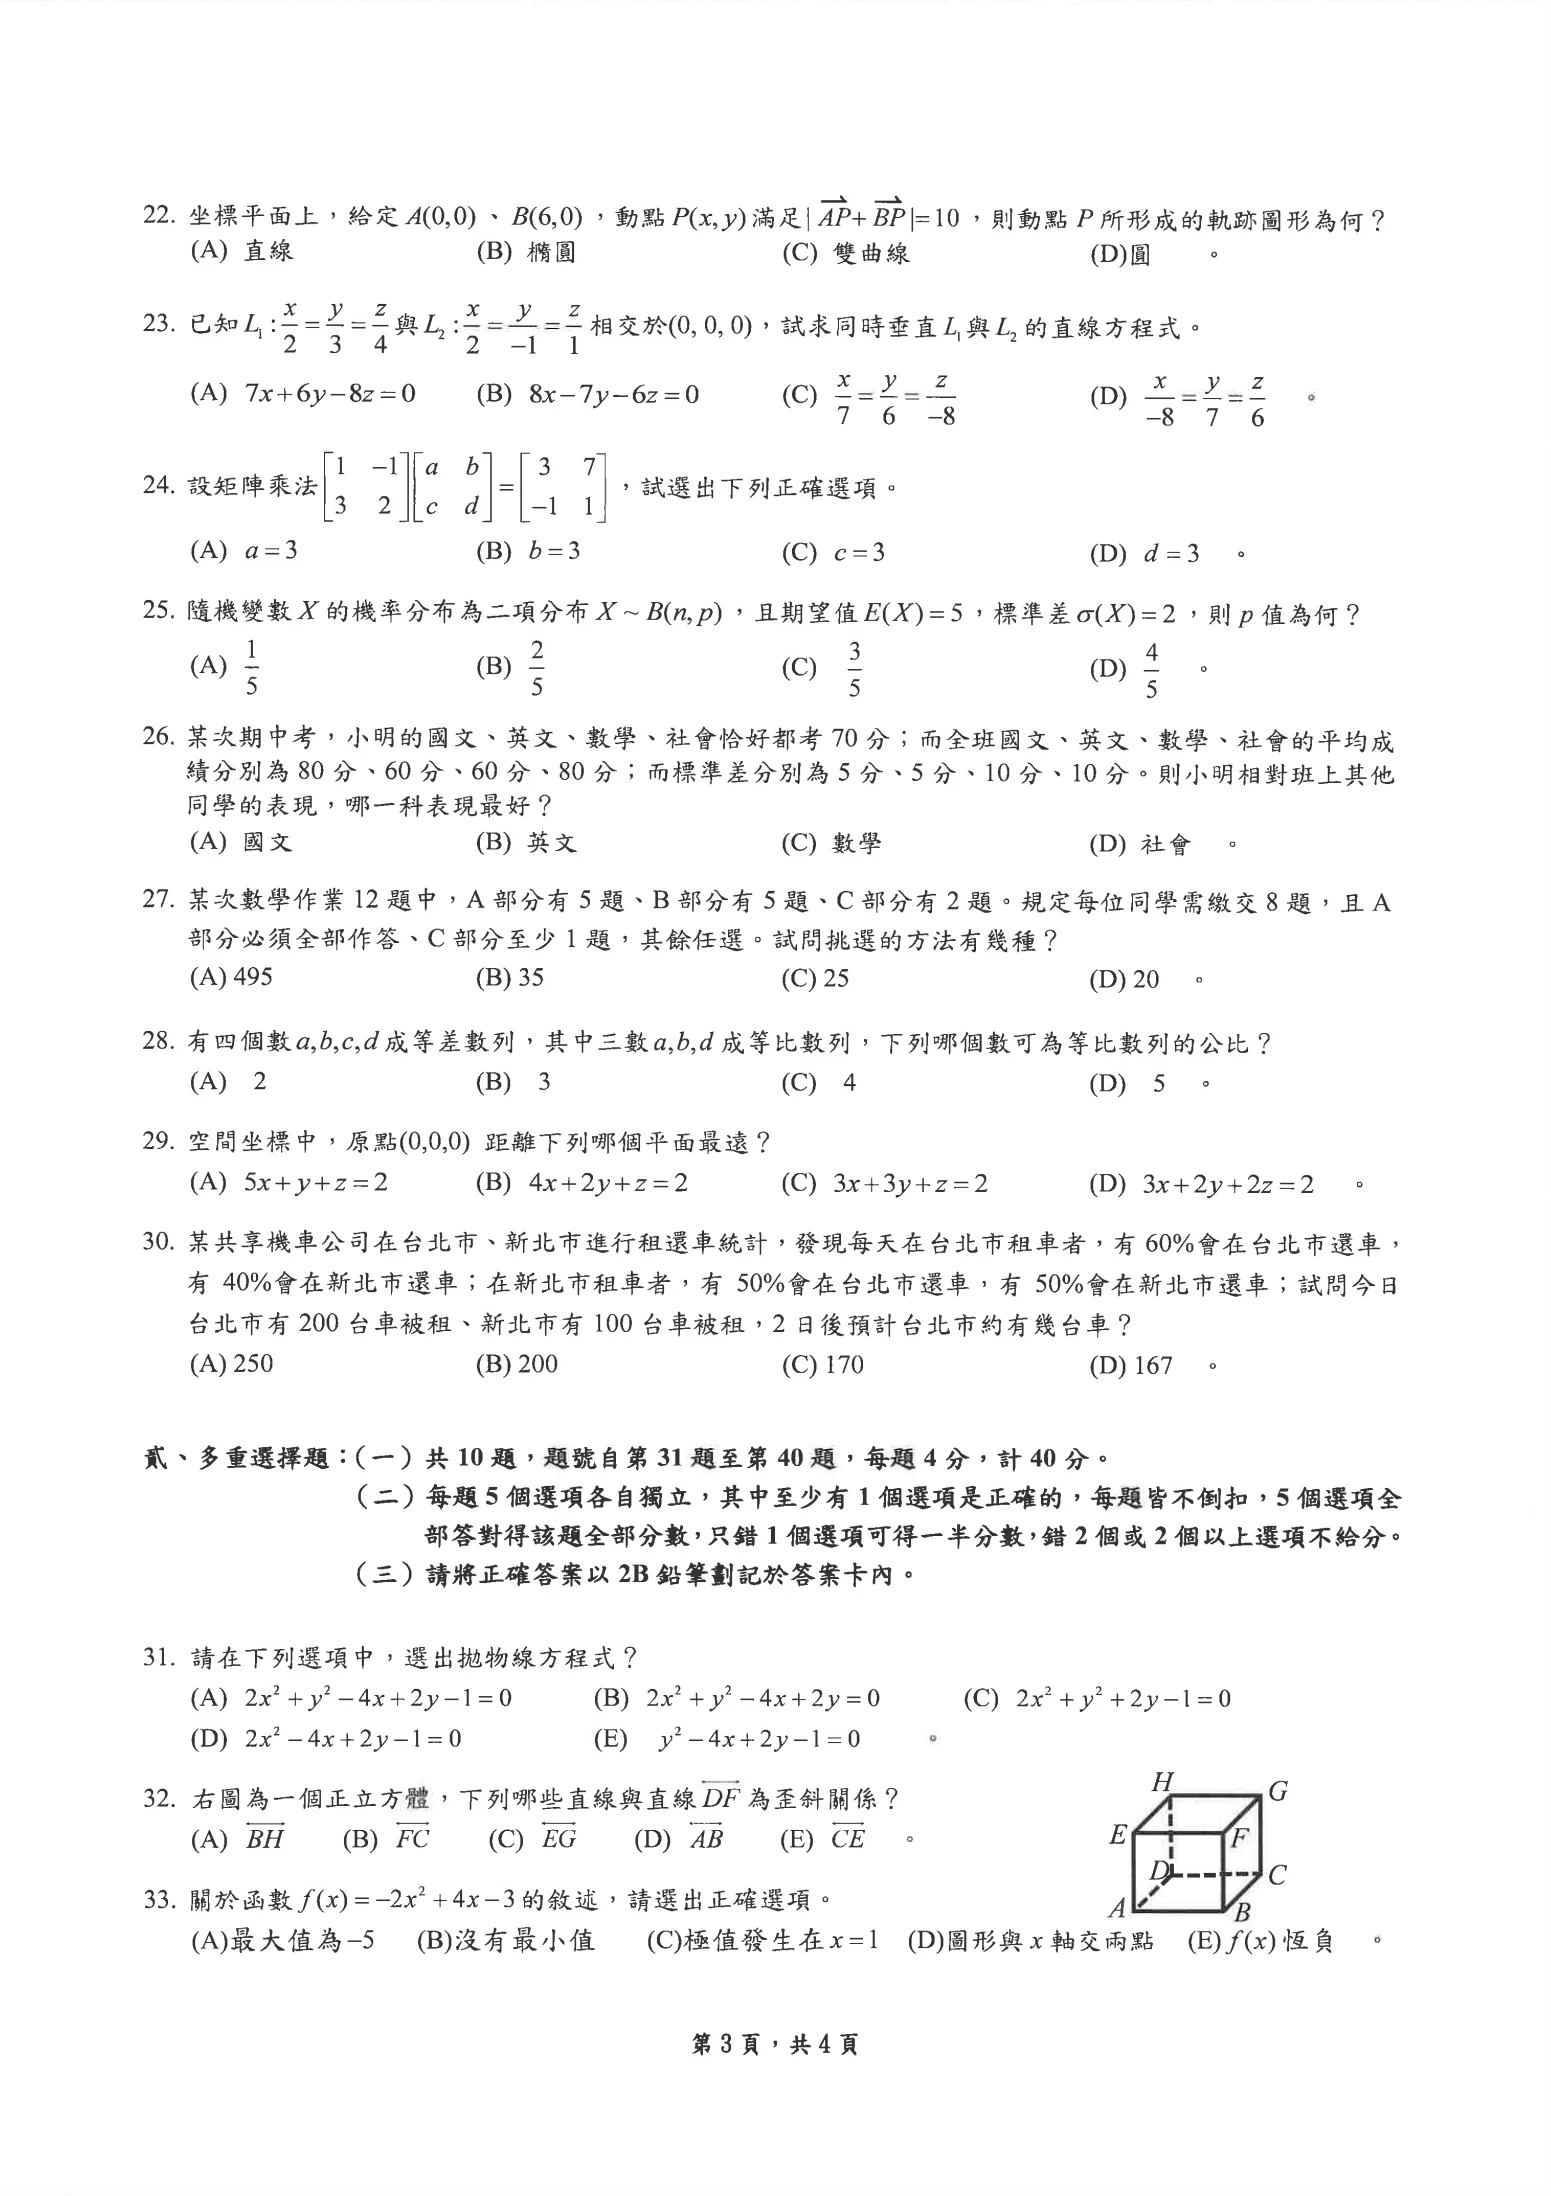 22. 坐標平面上，給定 A(0,0)、B(6,0)，動點 P(x, y) 滿足 | \overrightarrow{AP} + \overrightarrow{BP} |= 10，則動點 P 所形成的軌跡圖形為何？
(A) 直線 (B) 橢圓 (C) 雙曲線 (D)圓 。
23. 已知 L₁ : x/2 = y/3 = z/4 與 L₂ : x/2 = y/-1 = z/1 相交於(0, 0, 0)，試求同時垂直 L₁ 與 L₂ 的直線方程式。
(A) 7x+6y−8z=0 (B) 8x−7y−6z=0 (C) x/7 = y/6 = z/-8 (D) x/-8 = y/7 = z/6 。
24. 設矩陣乘法 [1 −1; 3 2][a b; c d]=[3 7; −1 1]，試選出下列正確選項。
(A) a=3 (B) b=3 (C) c=3 (D) d=3 。
25. 隨機變數 X 的機率分布為二項分布 X ~ B(n, p)，且期望值 E(X)=5，標準差 σ(X)=2，則 p 值為何？
(A) 1/5 (B) 2/5 (C) 3/5 (D) 4/5 。
26. 某次期中考，小明的國文、英文、數學、社會恰好都考 70 分；而全班國文、英文、數學、社會的平均成
績分別為 80 分、60 分、60 分、80 分；而標準差分別為 5 分、5 分、10 分、10 分。則小明相對班上其他
同學的表現，哪一科表現最好？
(A) 國文 (B) 英文 (C) 數學 (D) 社會 。
27. 某次數學作業 12 題中，A 部分有 5 題、B 部分有 5 題、C 部分有 2 題。規定每位同學需繳交 8 題，且 A
部分必須全部作答、C 部分至少 1 題，其餘任選。試問挑選的方法有幾種？
(A) 495 (B) 35 (C) 25 (D) 20 。
28. 有四個數 a,b,c,d 成等差數列，其中三數 a,b,d 成等比數列，下列哪個數可為等比數列的公比？
(A) 2 (B) 3 (C) 4 (D) 5 。
29. 空間坐標中，原點(0,0,0) 距離下列哪個平面最遠？
(A) 5x+y+z=2 (B) 4x+2y+z=2 (C) 3x+3y+z=2 (D) 3x+2y+2z=2 。
30. 某共享機車公司在台北市、新北市進行租還車統計，發現每天在台北市租車者，有 60%會在台北市還車，
有 40%會在新北市還車；在新北市租車者，有 50%會在台北市還車，有 50%會在新北市還車；試問今日
台北市有 200 台車被租、新北市有 100 台車被租，2 日後預計台北市約有幾台車？
(A) 250 (B) 200 (C) 170 (D) 167 。
貳、多重選擇題：(一) 共 10 題，題號自第 31 題至第 40 題，每題 4 分，計 40 分。
(二) 每題 5 個選項各自獨立，其中至少有 1 個選項是正確的，每題皆不倒扣，5 個選項全
部答對得該題全部分數，只錯 1 個選項可得一半分數，錯 2 個或 2 個以上選項不給分。
(三) 請將正確答案以 2B 鉛筆劃記於答案卡內。
31. 請在下列選項中，選出拋物線方程式？
(A) 2x²+y²−4x+2y−1=0 (B) 2x²+y²−4x+2y=0 (C) 2x²+y²+2y−1=0
(D) 2x²−4x+2y−1=0 (E) y²−4x+2y−1=0 。
32. 右圖為一個正立方體，下列哪些直線與直線 \overleftrightarrow{DF} 為歪斜關係？
(A) \overleftrightarrow{BH} (B) \overleftrightarrow{FC} (C) \overleftrightarrow{EG} (D) \overleftrightarrow{AB} (E) \overleftrightarrow{CE} 。
H G
E F
D C
A B
33. 關於函數 f(x)=−2x²+4x−3 的敘述，請選出正確選項。
(A)最大值為−5 (B)沒有最小值 (C)極值發生在 x=1 (D)圖形與 x 軸交兩點 (E) f(x) 恆負 。
第 3 頁，共 4 頁